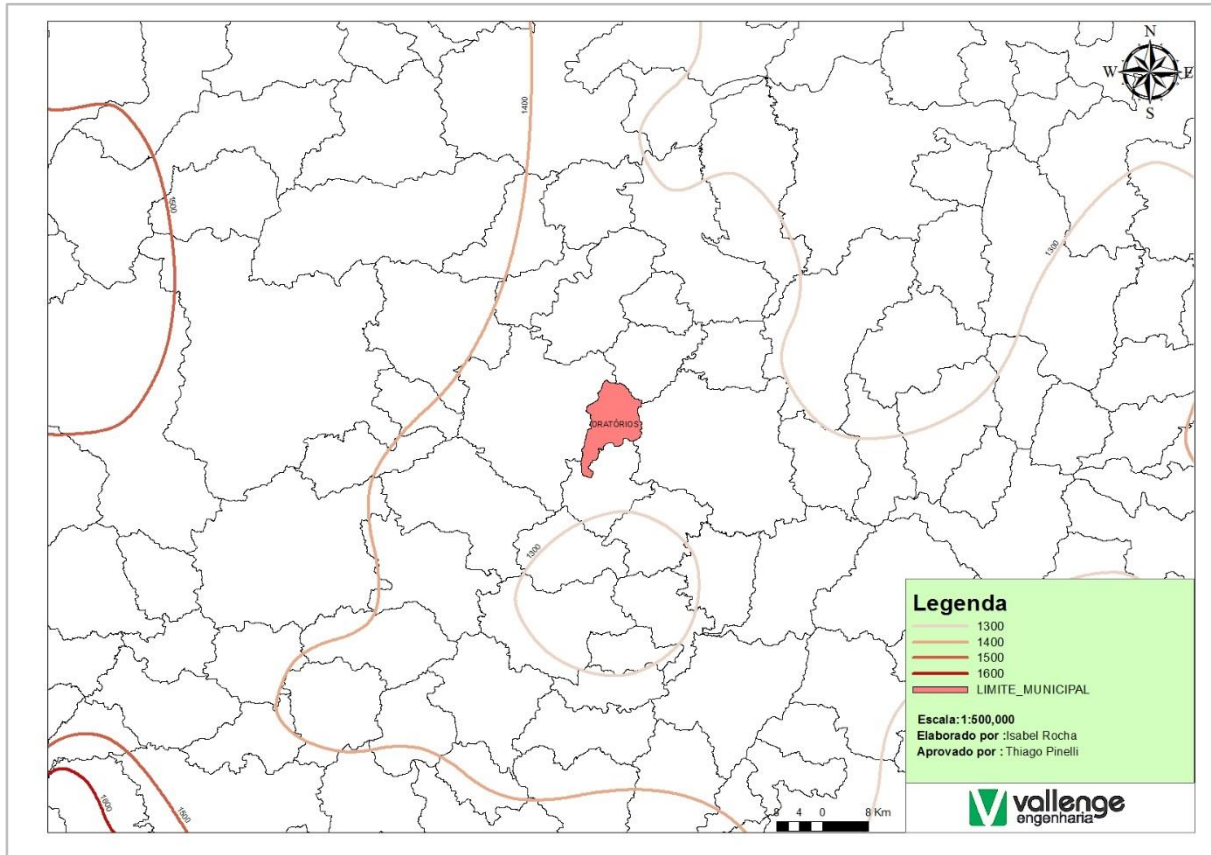 N
W E
S
1400
1500
1300
ORATÓRIOS
1300
1600
1500
Legenda
1300
1400
1500
1600
LIMITE_MUNICIPAL
Escala:1:500,000
Elaborado por :Isabel Rocha
Aprovado por : Thiago Pinelli
8 4 0 8 Km
vallenge
engenharia